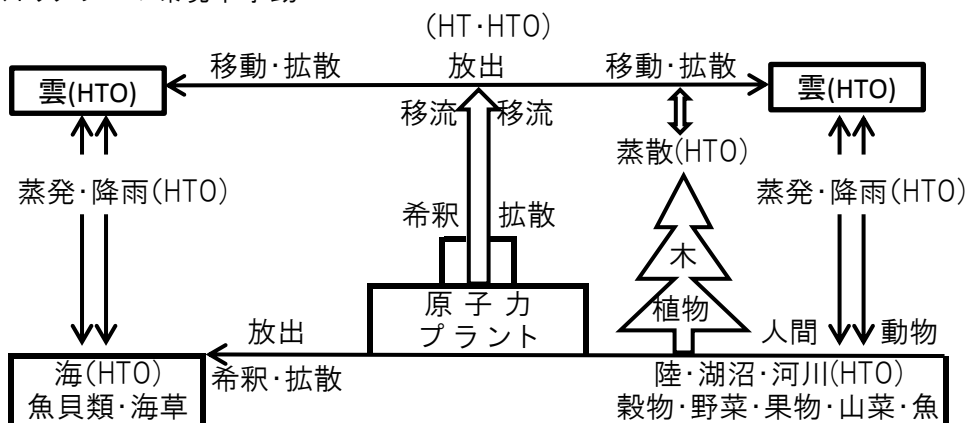 (HT･HTO)
移動･拡散 放出 移動･拡散
雲(HTO) 雲(HTO)
移流 移流
蒸散(HTO)
蒸発･降雨(HTO) 蒸発･降雨(HTO)
希釈 拡散
木
原子力
プラント
植物
放出 人間 動物
希釈･拡散
海(HTO)
魚貝類･海草
陸･湖沼･河川(HTO)
穀物･野菜･果物･山菜･魚